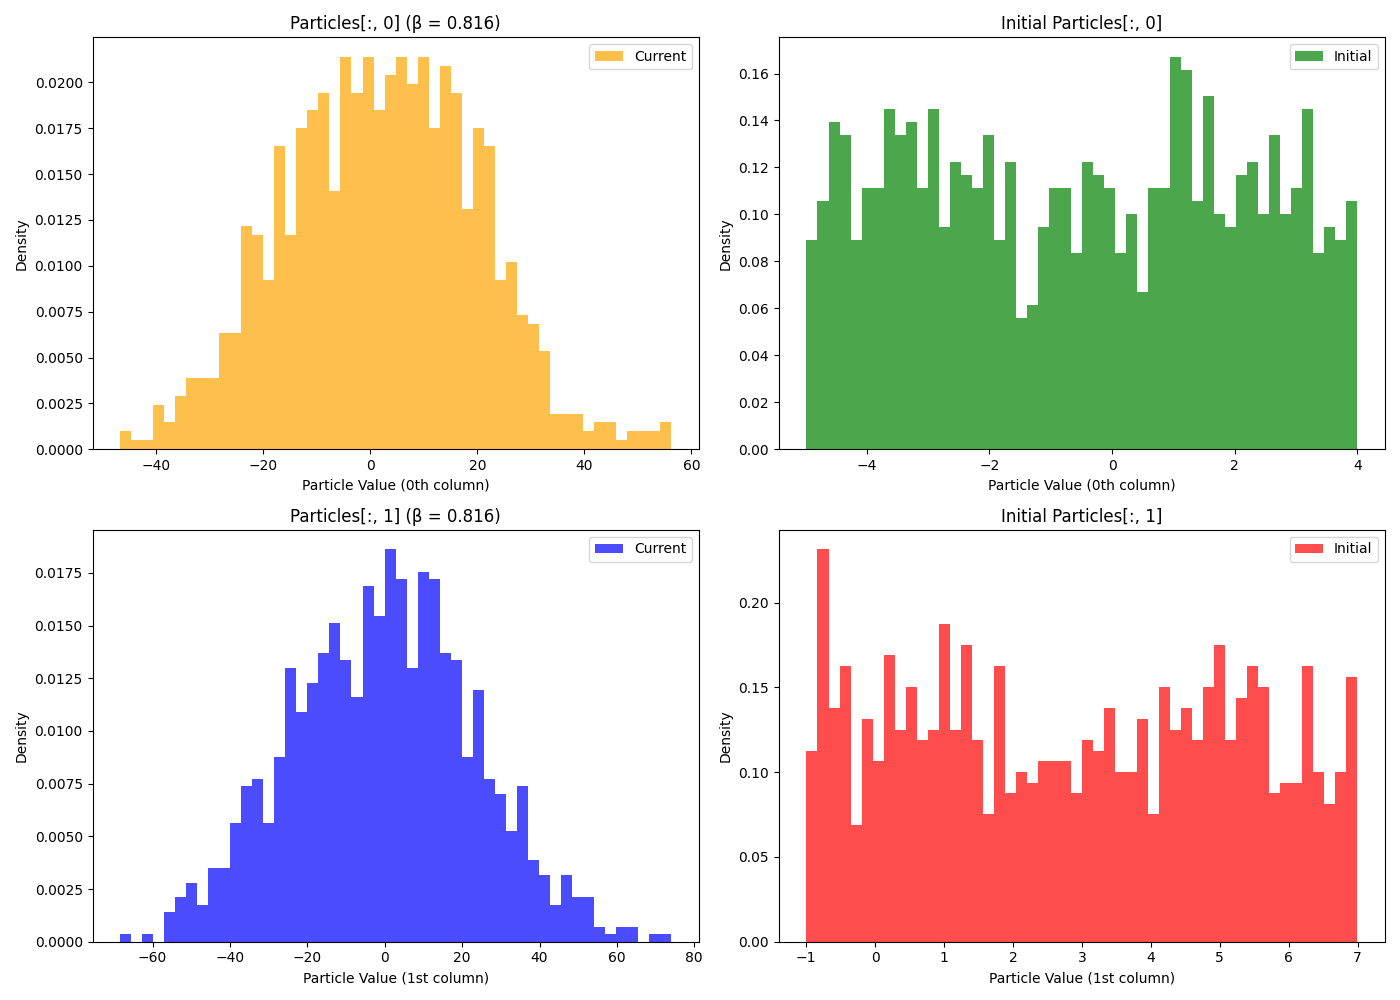 Particles[:, 0] (β = 0.816)
Current
Density
0.0200
0.0175
0.0150
0.0125
0.0100
0.0075
0.0050
0.0025
0.0000
−40 −20 0 20 40 60
Particle Value (0th column)
Initial Particles[:, 0]
Initial
Density
0.16
0.14
0.12
0.10
0.08
0.06
0.04
0.02
0.00
−4 −2 0 2 4
Particle Value (0th column)
Particles[:, 1] (β = 0.816)
Current
Density
0.0175
0.0150
0.0125
0.0100
0.0075
0.0050
0.0025
0.0000
−60 −40 −20 0 20 40 60 80
Particle Value (1st column)
Initial Particles[:, 1]
Initial
Density
0.20
0.15
0.10
0.05
0.00
−1 0 1 2 3 4 5 6 7
Particle Value (1st column)